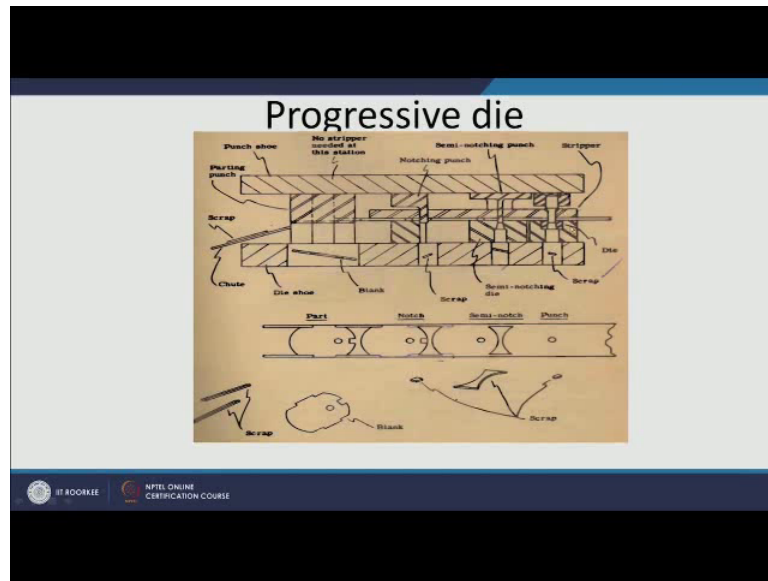 Progressive die
No stripper
needed at
this station
Punch shoe
Semi-notching punch
Stripper
Notching punch
Parting
punch
Scrap
Die
Chute
Die shoe
Blank
Scrap
Semi-notching
die
Scrap
Part
Notch
Semi-notch
Punch
Scrap
Blank
Scrap
IIT ROORKEE
NPTEL ONLINE
CERTIFICATION COURSE